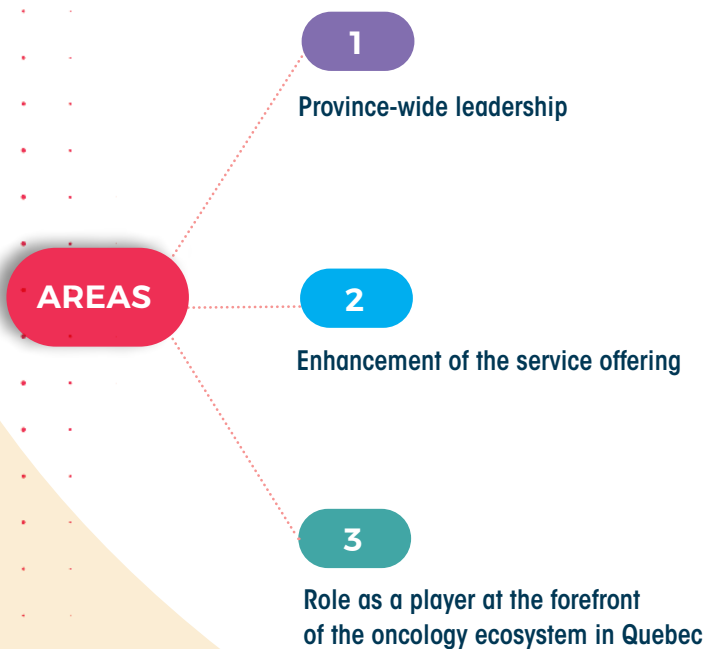 1
Province-wide leadership
AREAS
2
Enhancement of the service offering
3
Role as a player at the forefront
of the oncology ecosystem in Quebec